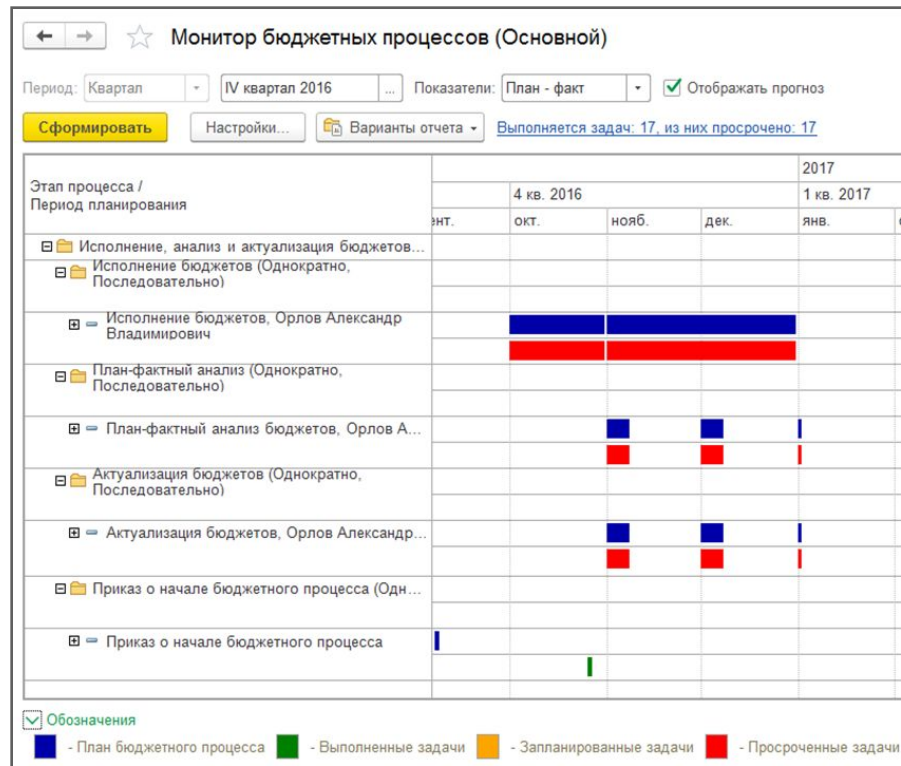 Монитор бюджетных процессов (Основной)
Период: Квартал IV квартал 2016 ... Показатели: План - факт Отображать прогноз
Сформировать Настройки... Варианты отчета Выполняется задач: 17, из них просрочено: 17
2017
Этап процесса /
Период планирования
4 кв. 2016 1 кв. 2017
ент. окт. нояб. дек. янв.
Исполнение, анализ и актуализация бюджетов...
Исполнение бюджетов (Однократно,
Последовательно)
Исполнение бюджетов, Орлов Александр
Владимирович
План-фактный анализ (Однократно,
Последовательно)
План-фактный анализ бюджетов, Орлов А...
Актуализация бюджетов (Однократно,
Последовательно)
Актуализация бюджетов, Орлов Александр...
Приказ о начале бюджетного процесса (Одн...
Приказ о начале бюджетного процесса
Обозначения
- План бюджетного процесса - Выполненные задачи - Запланированные задачи - Просроченные задачи